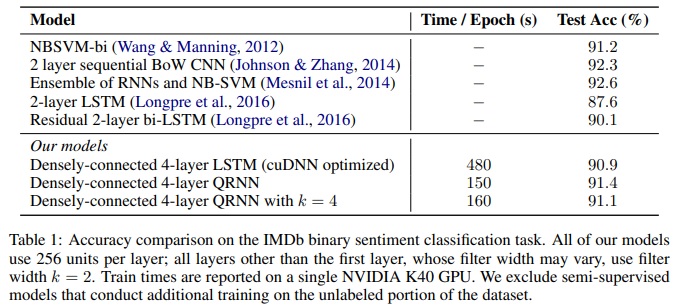 Model Time / Epoch (s) Test Acc (%)
NBSVM-bi (Wang & Manning, 2012) − 91.2
2 layer sequential BoW CNN (Johnson & Zhang, 2014) − 92.3
Ensemble of RNNs and NB-SVM (Mesnil et al., 2014) − 92.6
2-layer LSTM (Longpre et al., 2016) − 87.6
Residual 2-layer bi-LSTM (Longpre et al., 2016) − 90.1
Our models
Densely-connected 4-layer LSTM (cuDNN optimized) 480 90.9
Densely-connected 4-layer QRNN 150 91.4
Densely-connected 4-layer QRNN with k = 4 160 91.1
Table 1: Accuracy comparison on the IMDb binary sentiment classification task. All of our models
use 256 units per layer; all layers other than the first layer, whose filter width may vary, use filter
width k = 2. Train times are reported on a single NVIDIA K40 GPU. We exclude semi-supervised
models that conduct additional training on the unlabeled portion of the dataset.